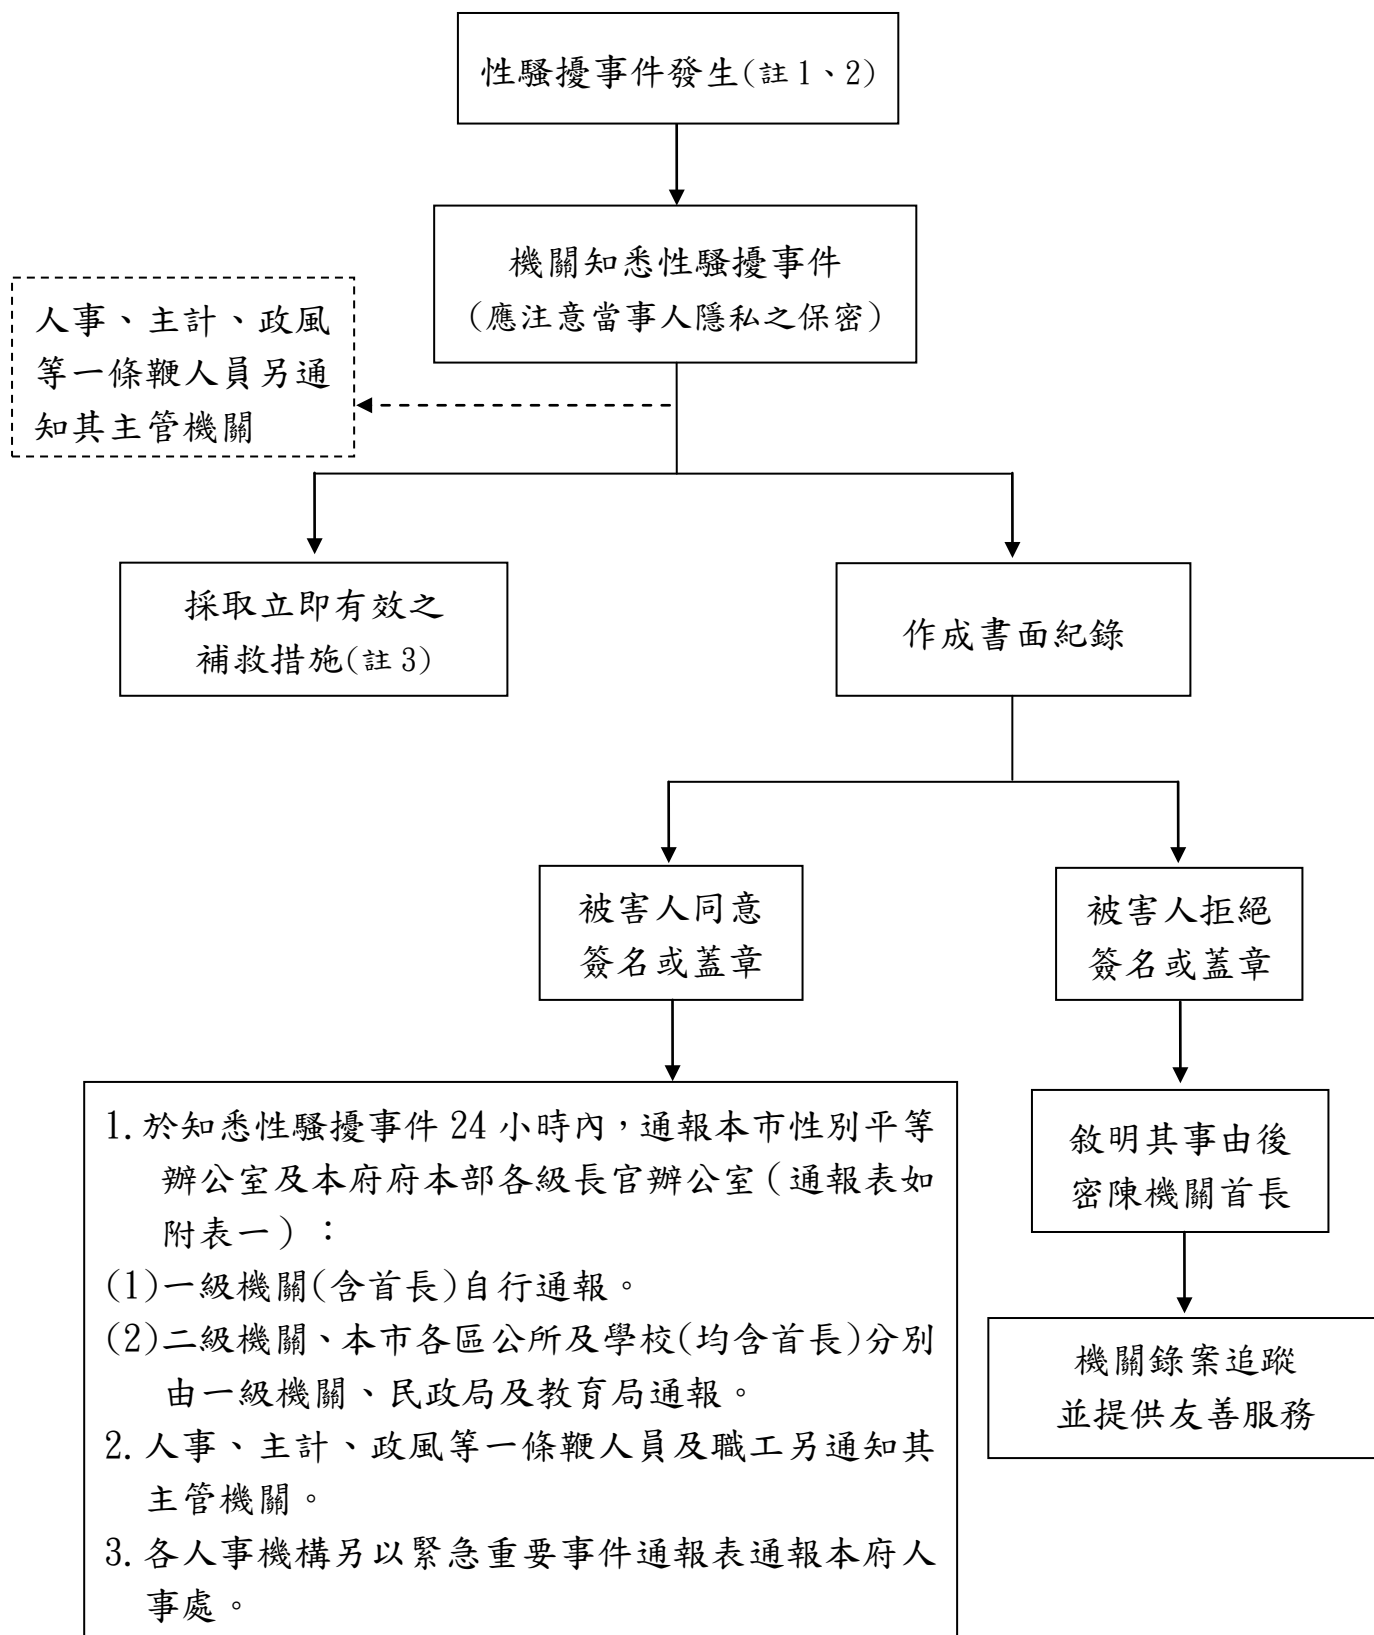 性騷擾事件發生(註 1、2)
機關知悉性騷擾事件
（應注意當事人隱私之保密）
人事、主計、政風
等一條鞭人員另通
知其主管機關
採取立即有效之
補救措施(註 3)
作成書面紀錄
被害人同意
簽名或蓋章
被害人拒絕
簽名或蓋章
1. 於知悉性騷擾事件 24 小時內，通報本市性別平等
辦公室及本府府本部各級長官辦公室（通報表如
附表一）：
(1)一級機關(含首長)自行通報。
(2)二級機關、本市各區公所及學校(均含首長)分別
由一級機關、民政局及教育局通報。
2. 人事、主計、政風等一條鞭人員及職工另通知其
主管機關。
3. 各人事機構另以緊急重要事件通報表通報本府人
事處。
敘明其事由後
密陳機關首長
機關錄案追蹤
並提供友善服務